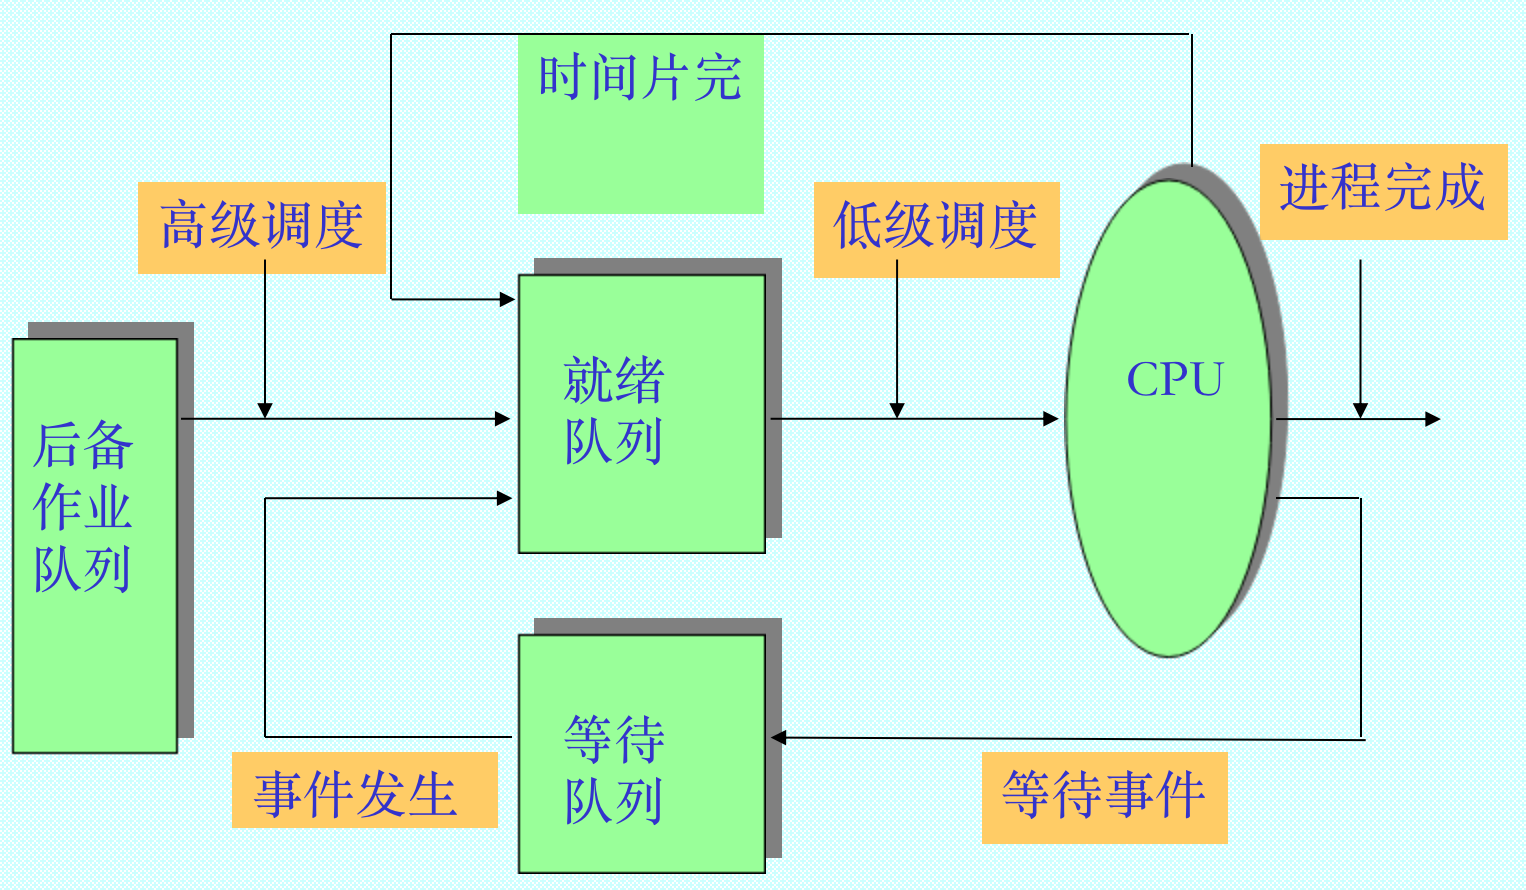 时间片完
进程完成
高级调度
低级调度
就绪
队列
CPU
后备
作业
队列
等待
队列
事件发生
等待事件